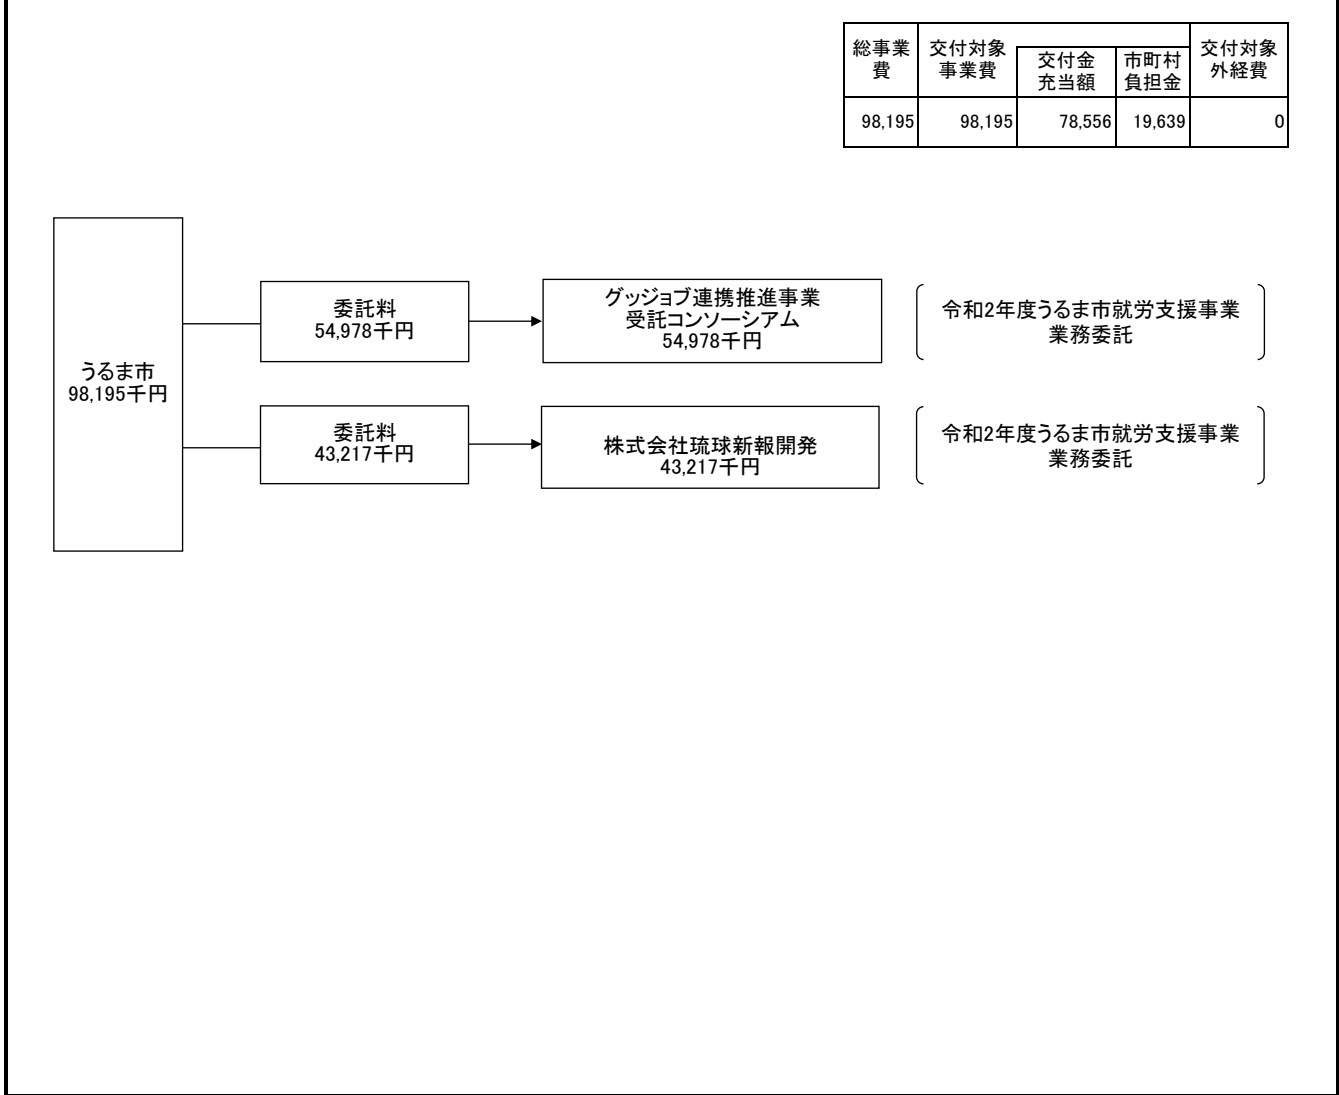 総事業
費
交付対象
事業費
交付金
充当額
市町村
負担金
交付対象
外経費
98,195
98,195
78,556
19,639
0
うるま市
98,195千円
委託料
54,978千円
グッジョブ連携推進事業
受託コンソーシアム
54,978千円
令和2年度うるま市就労支援事業
業務委託
委託料
43,217千円
株式会社琉球新報開発
43,217千円
令和2年度うるま市就労支援事業
業務委託